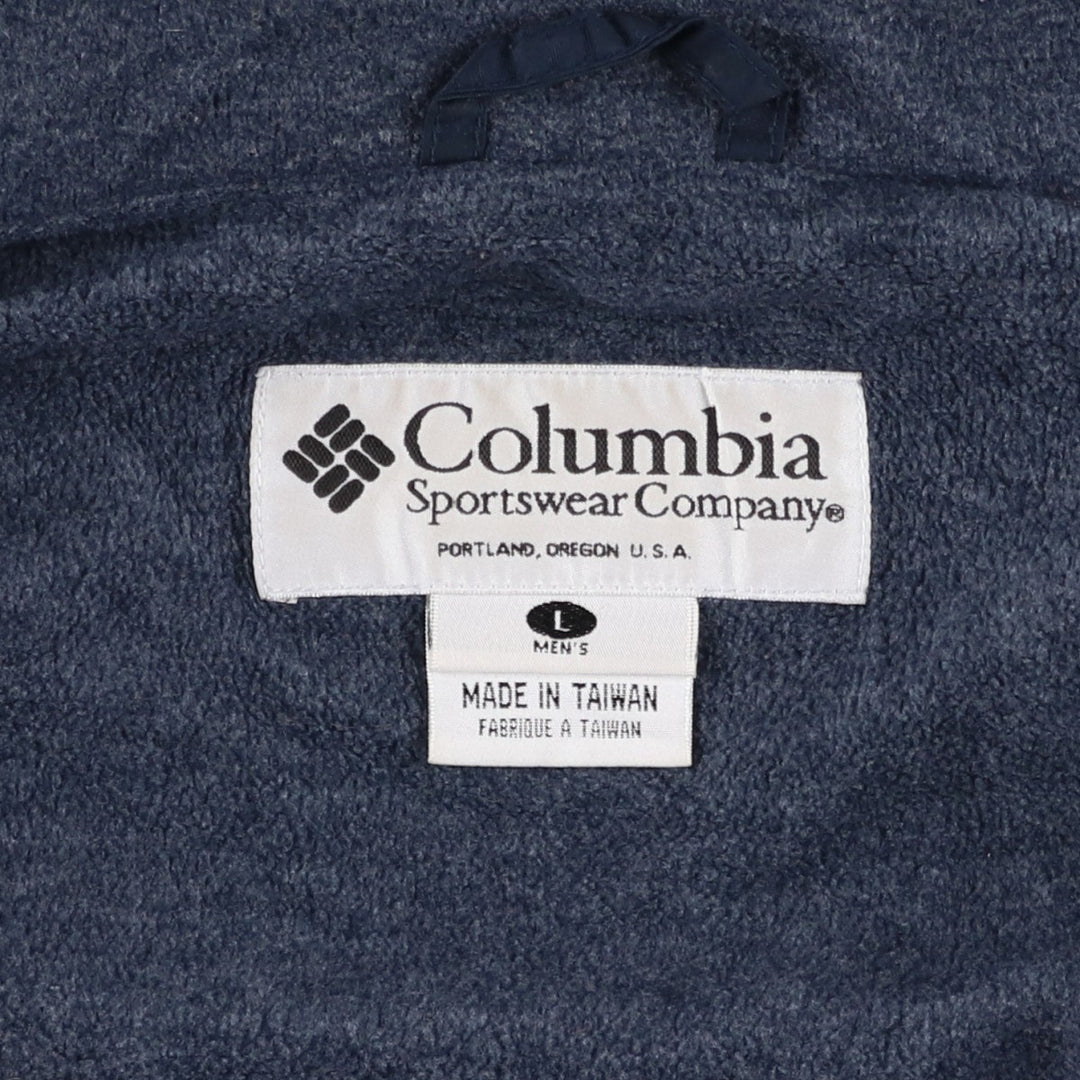 Columbia
Sportswear Company®
PORTLAND, OREGON U.S.A.
L
MEN'S
MADE IN TAIWAN
FABRIQUE A TAIWAN